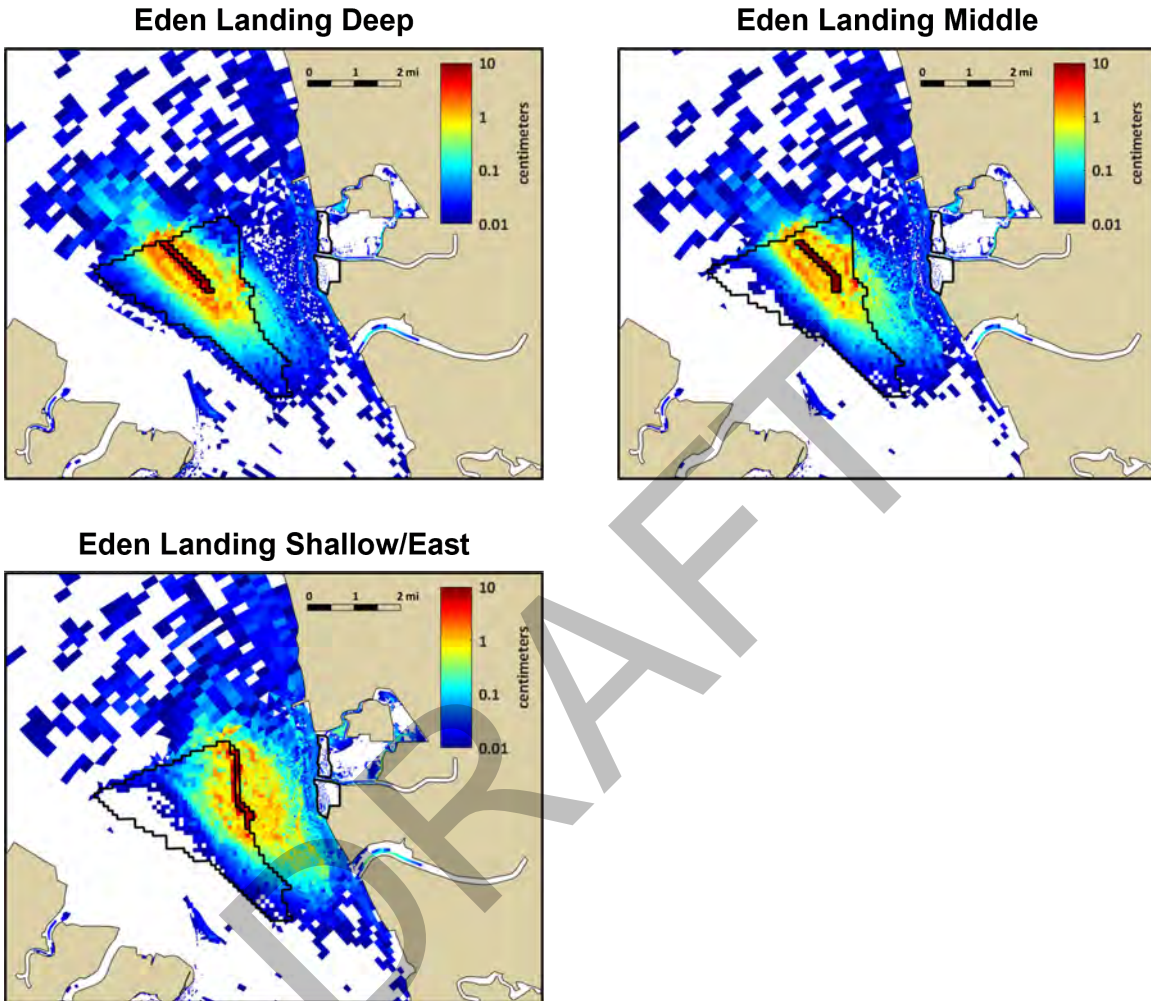 Eden Landing Deep
0 1 2 mi
10
1
0.1
0.01
centimeters
Eden Landing Middle
0 1 2 mi
10
1
0.1
0.01
centimeters
Eden Landing Shallow/East
0 1 2 mi
10
1
0.1
0.01
centimeters
DRAFT